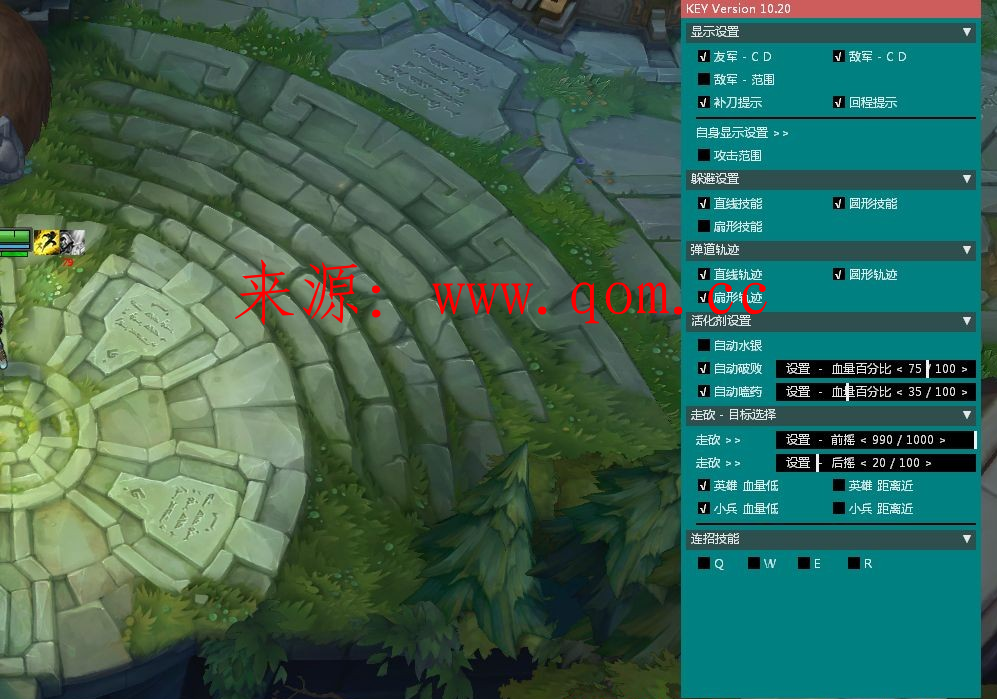 KEY Version 10.20
显示设置
友军 - C D 敌军 - C D
敌军 - 范围
补刀提示 回程提示
自身显示设置 >>
攻击范围
躲避设置
直线技能 圆形技能
扇形技能
弹道轨迹
直线轨迹 圆形轨迹
来源: www.qom.cc
扇形轨迹
活化剂设置
自动水银
自动破败 设置 - 血量百分比 < 75 / 100 >
自动嗑药 设置 - 血量百分比 < 35 / 100 >
走砍 - 目标选择
走砍 >> 设置 - 前摇 < 990 / 1000 >
走砍 >> 设置 - 后摇 < 20 / 100 >
英雄 血量低 英雄 距离近
小兵 血量低 小兵 距离近
连招技能
Q W E R